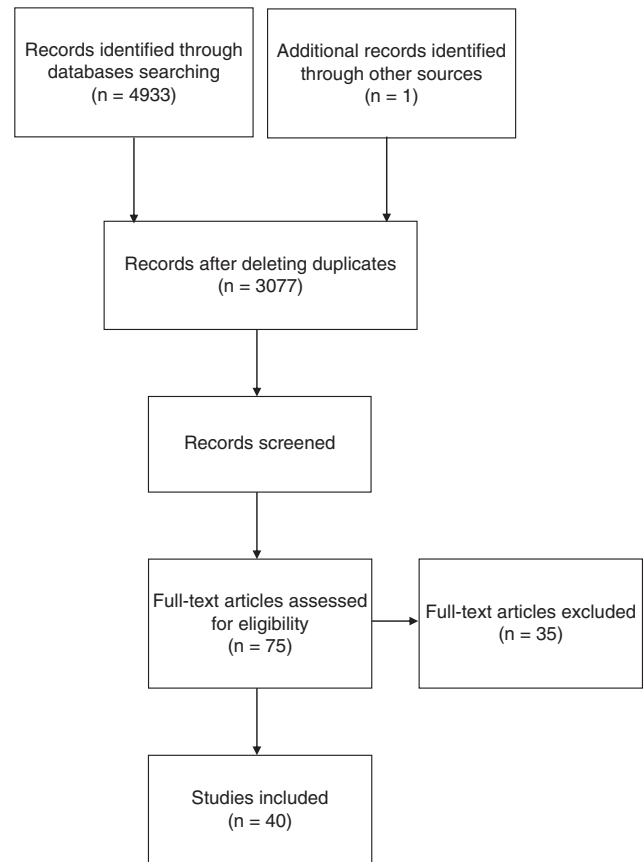 Records identified through
databases searching
(n = 4933)
Additional records identified
through other sources
(n = 1)
Records after deleting duplicates
(n = 3077)
Records screened
Full-text articles assessed
for eligibility
(n = 75)
Full-text articles excluded
(n = 35)
Studies included
(n = 40)